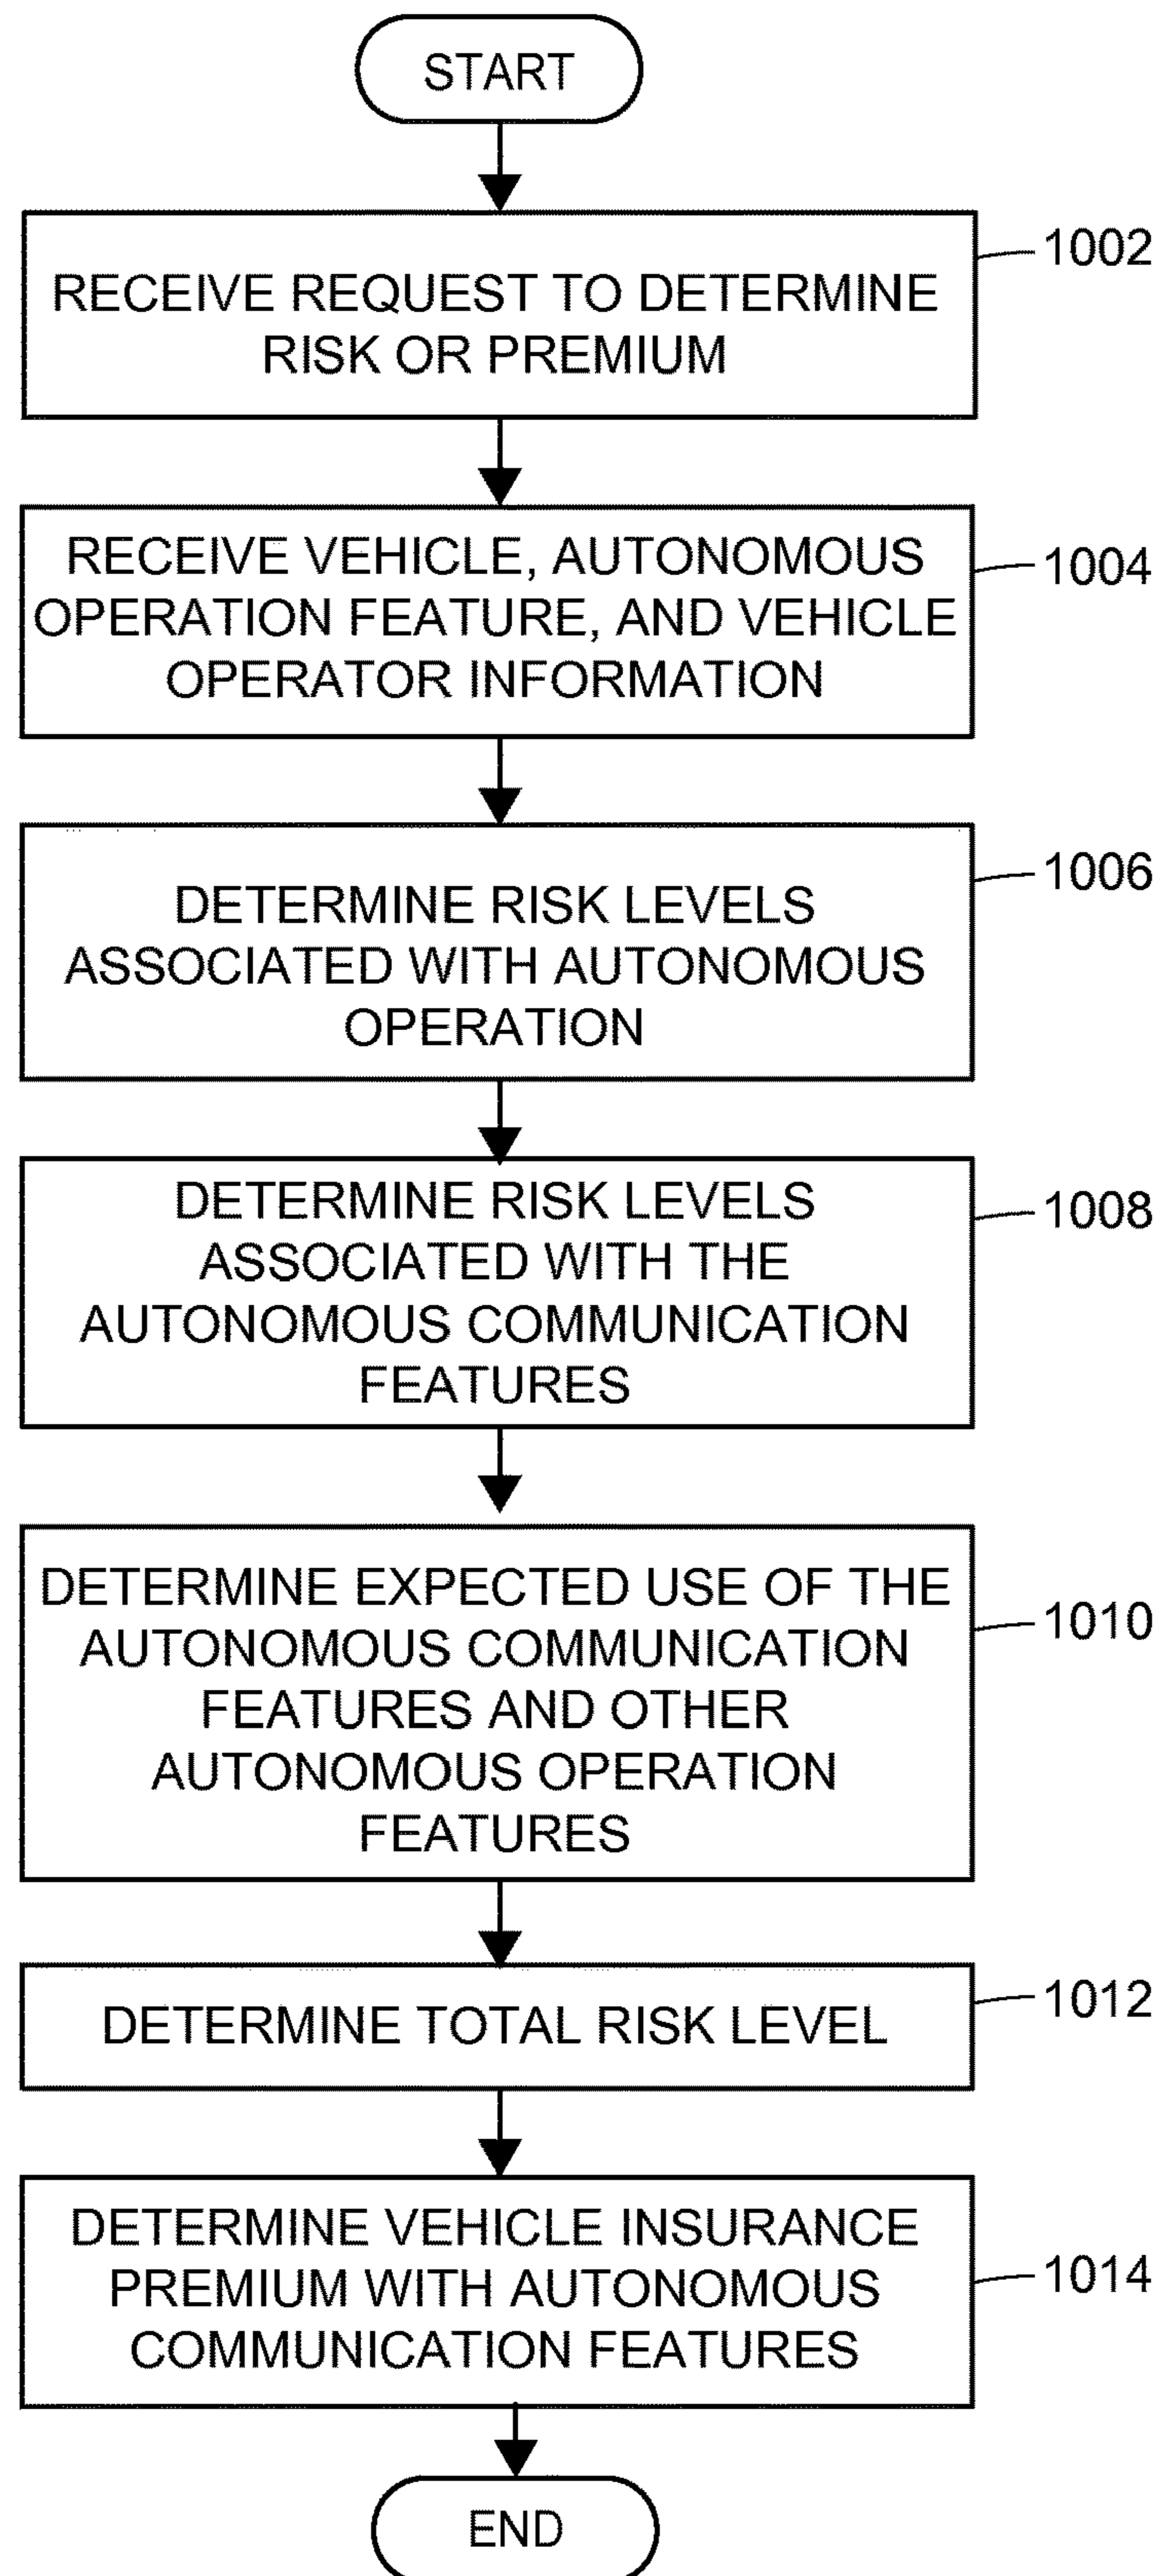 START
RECEIVE REQUEST TO DETERMINE
RISK OR PREMIUM
1002
RECEIVE VEHICLE, AUTONOMOUS
OPERATION FEATURE, AND VEHICLE
OPERATOR INFORMATION
1004
DETERMINE RISK LEVELS
ASSOCIATED WITH AUTONOMOUS
OPERATION
1006
DETERMINE RISK LEVELS
ASSOCIATED WITH THE
AUTONOMOUS COMMUNICATION
FEATURES
1008
DETERMINE EXPECTED USE OF THE
AUTONOMOUS COMMUNICATION
FEATURES AND OTHER
AUTONOMOUS OPERATION
FEATURES
1010
DETERMINE TOTAL RISK LEVEL
1012
DETERMINE VEHICLE INSURANCE
PREMIUM WITH AUTONOMOUS
COMMUNICATION FEATURES
1014
END